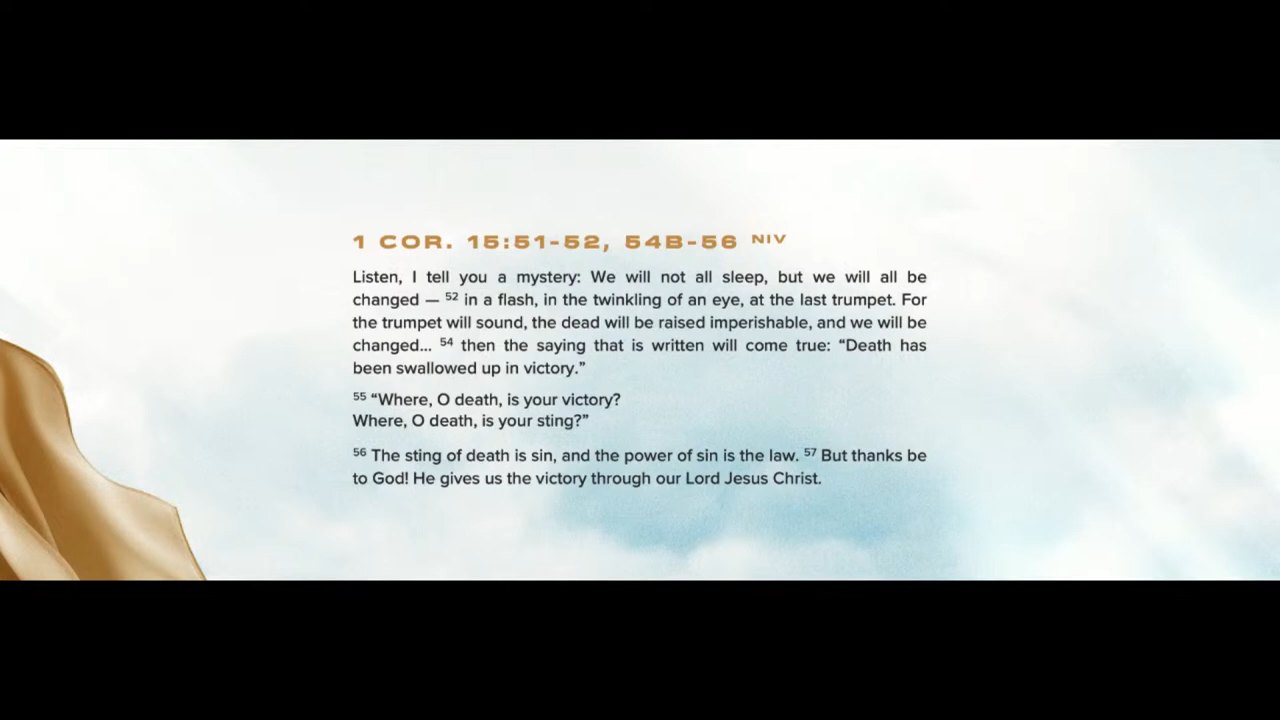 1 COR. 15:51-52, 54B-56 NIV
Listen, I tell you a mystery: We will not all sleep, but we will all be
changed — 52 in a flash, in the twinkling of an eye, at the last trumpet. For
the trumpet will sound, the dead will be raised imperishable, and we will be
changed... 54 then the saying that is written will come true: “Death has
been swallowed up in victory.”
55 “Where, O death, is your victory?
Where, O death, is your sting?”
56 The sting of death is sin, and the power of sin is the law. 57 But thanks be
to God! He gives us the victory through our Lord Jesus Christ.